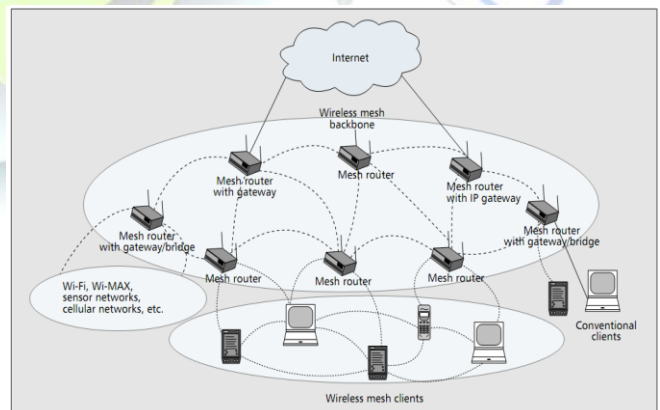 Internet
Wireless mesh
backbone
Mesh router
with gateway
Mesh router
Mesh router
with IP gateway
Mesh router
with gateway/bridge
Mesh router
with gateway/bridge
Mesh router
Mesh router
Mesh router
Wi-Fi, Wi-MAX,
sensor networks,
cellular networks, etc.
Conventional
clients
Wireless mesh clients